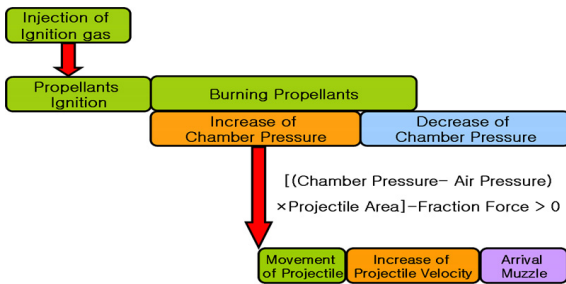 Injection of
Ignition gas
Propellants
Ignition
Burning Propellants
Increase of
Chamber Pressure
Decrease of
Chamber Pressure
[(Chamber Pressure- Air Pressure)
×Projectile Area]-Fraction Force > 0
Movement
of Projectile
Increase of
Projectile Velocity
Arrival
Muzzle